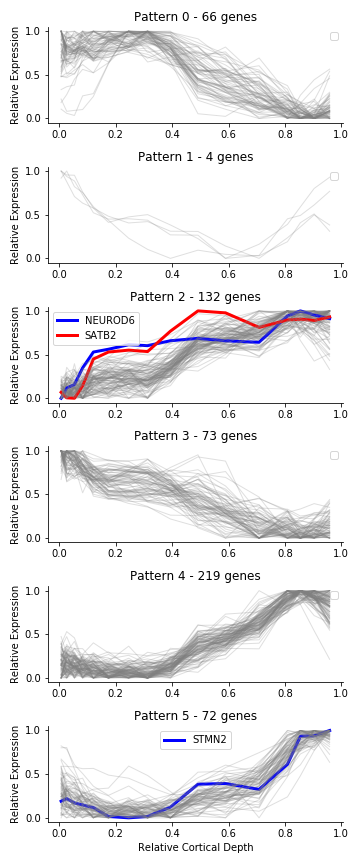 Pattern 0 - 66 genes
Relative Expression
1.0
0.5
0.0
0.0 0.2 0.4 0.6 0.8 1.0
Pattern 1 - 4 genes
Relative Expression
1.0
0.5
0.0
0.0 0.2 0.4 0.6 0.8 1.0
Pattern 2 - 132 genes
Relative Expression
1.0
0.5
0.0
NEUROD6
SATB2
0.0 0.2 0.4 0.6 0.8 1.0
Pattern 3 - 73 genes
Relative Expression
1.0
0.5
0.0
0.0 0.2 0.4 0.6 0.8 1.0
Pattern 4 - 219 genes
Relative Expression
1.0
0.5
0.0
0.0 0.2 0.4 0.6 0.8 1.0
Pattern 5 - 72 genes
Relative Expression
1.0
0.5
0.0
STMN2
0.0 0.2 0.4 0.6 0.8 1.0
Relative Cortical Depth